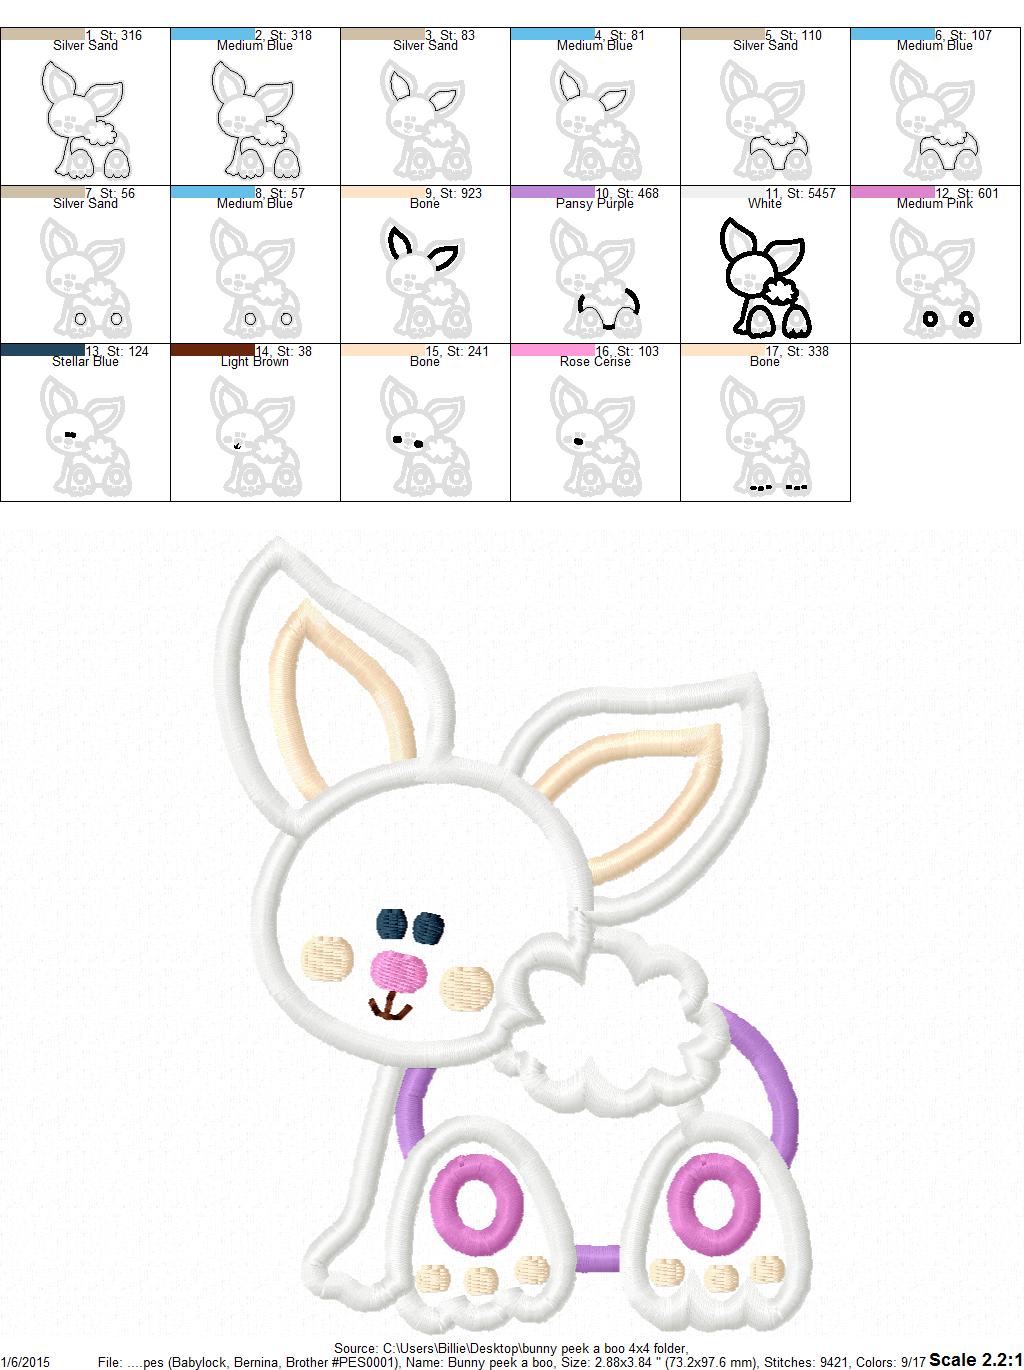 1, St: 316 2, St: 318 3, St: 83 4, St: 81 5, St: 110 6, St: 107
Silver Sand Medium Blue Silver Sand Medium Blue Silver Sand Medium Blue
7, St: 56 8, St: 57 9, St: 923 10, St: 468 11, St: 5457 12, St: 601
Silver Sand Medium Blue Bone Pansy Purple White Medium Pink
13, St: 124 14, St: 38 15, St: 241 16, St: 103 17, St: 338
Stellar Blue Light Brown Bone Rose Cerise Bone
Source: C:\Users\Billie\Desktop\bunny peek a boo 4x4 folder,
1/6/2015 File: ....pes (Babylock, Bernina, Brother #PES0001), Name: Bunny peek a boo, Size: 2.88x3.84 " (73.2x97.6 mm), Stitches: 9421, Colors: 9/17 Scale 2.2:1